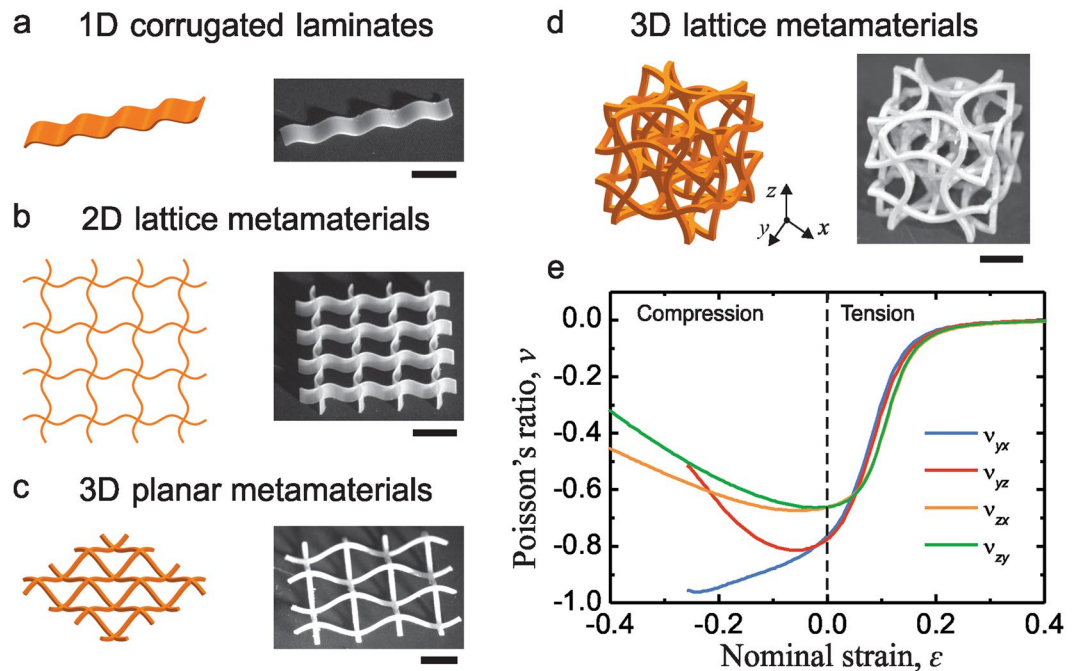 a 1D corrugated laminates
b 2D lattice metamaterials
c 3D planar metamaterials
d 3D lattice metamaterials
z
y
x
e
Compression Tension
0.0
-0.2
-0.4
-0.6
-0.8
-1.0
Poisson's ratio, ν
ν_yx
ν_yz
ν_zx
ν_zy
-0.4 -0.2 0.0 0.2 0.4
Nominal strain, ε